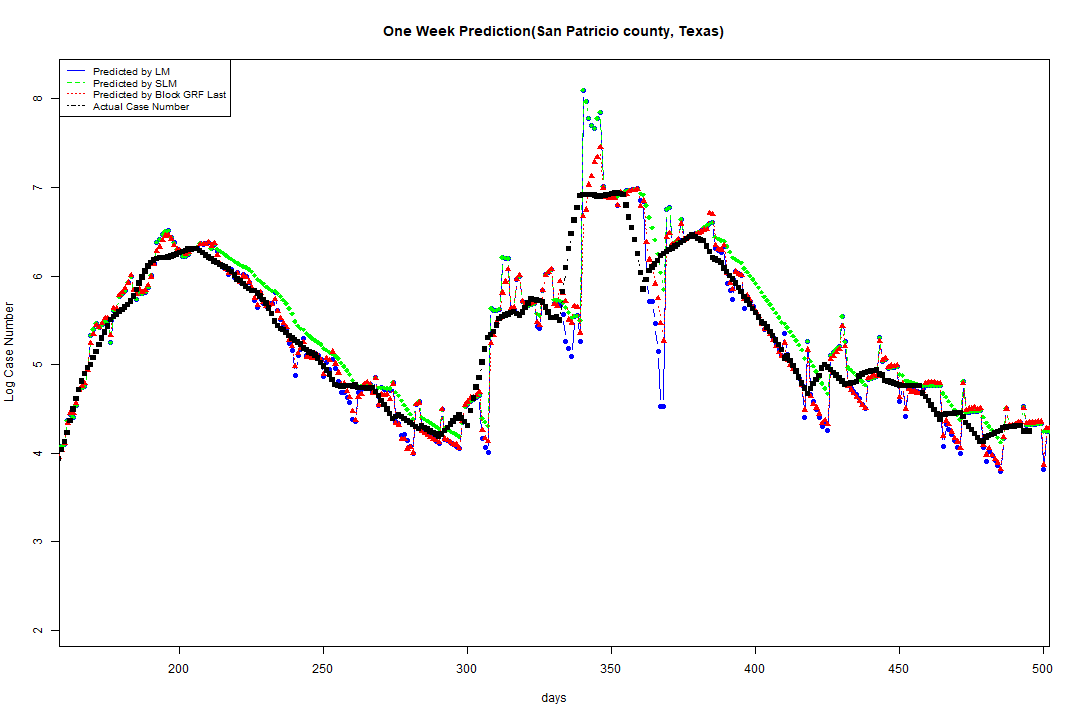 One Week Prediction(San Patricio county, Texas)
Predicted by LM
Predicted by SLM
Predicted by Block GRF Last
Actual Case Number
Log Case Number
8
7
6
5
4
3
2
200 250 300 350 400 450 500
days